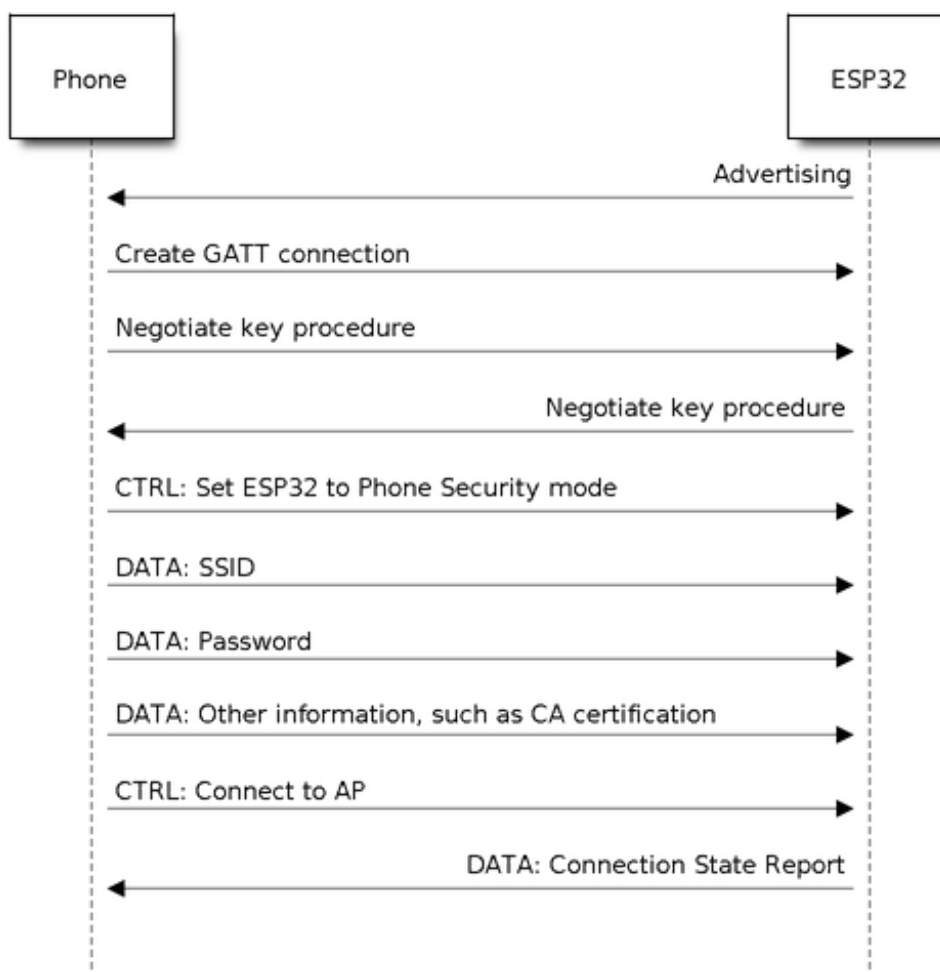 Phone
ESP32
Advertising
Create GATT connection
Negotiate key procedure
Negotiate key procedure
CTRL: Set ESP32 to Phone Security mode
DATA: SSID
DATA: Password
DATA: Other information, such as CA certification
CTRL: Connect to AP
DATA: Connection State Report